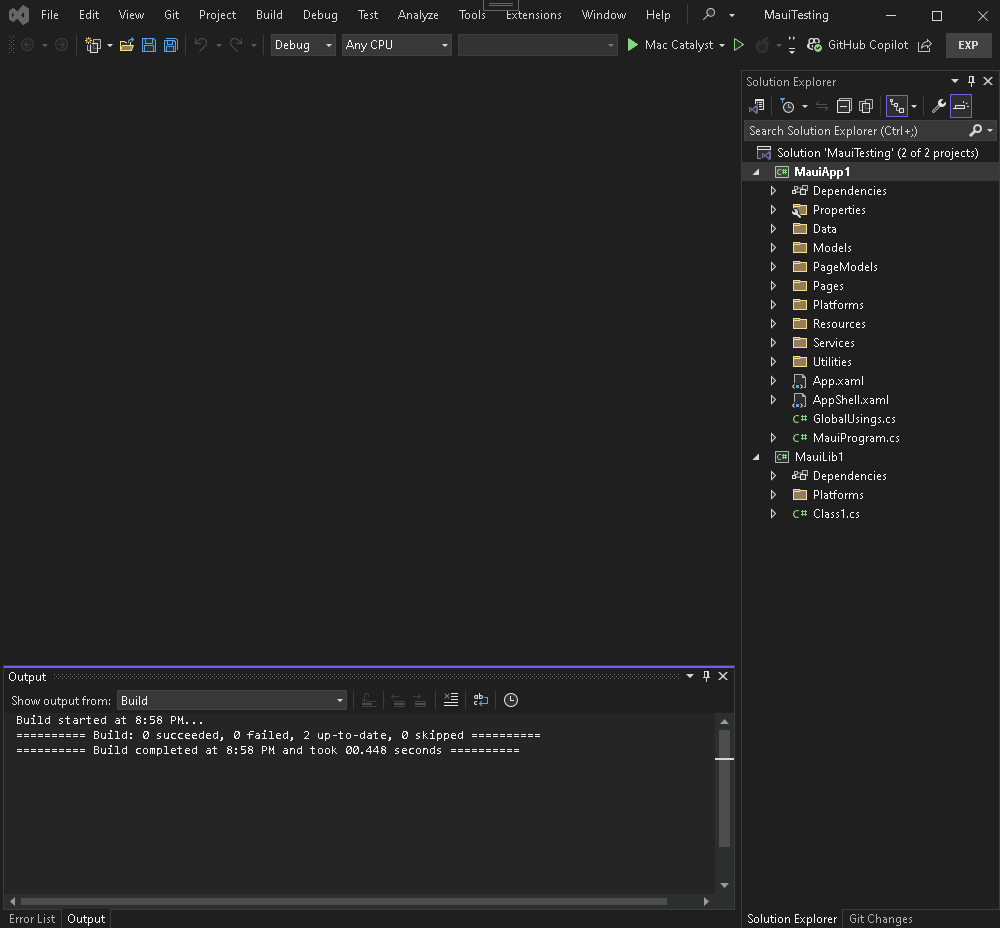 File Edit View Git Project Build Debug Test Analyze Tools Extensions Window Help MauiTesting
Debug Any CPU Mac Catalyst GitHub Copilot EXP
Solution Explorer
Search Solution Explorer (Ctrl+;)
Solution 'MauiTesting' (2 of 2 projects)
C# MauiApp1
Dependencies
Properties
Data
Models
PageModels
Pages
Platforms
Resources
Services
Utilities
App.xaml
AppShell.xaml
C# GlobalUsings.cs
C# MauiProgram.cs
C# MauiLib1
Dependencies
Platforms
C# Class1.cs
Output
Show output from: Build
Build started at 8:58 PM...
========== Build: 0 succeeded, 0 failed, 2 up-to-date, 0 skipped ==========
========== Build completed at 8:58 PM and took 00.448 seconds ==========
Error List Output
Solution Explorer Git Changes